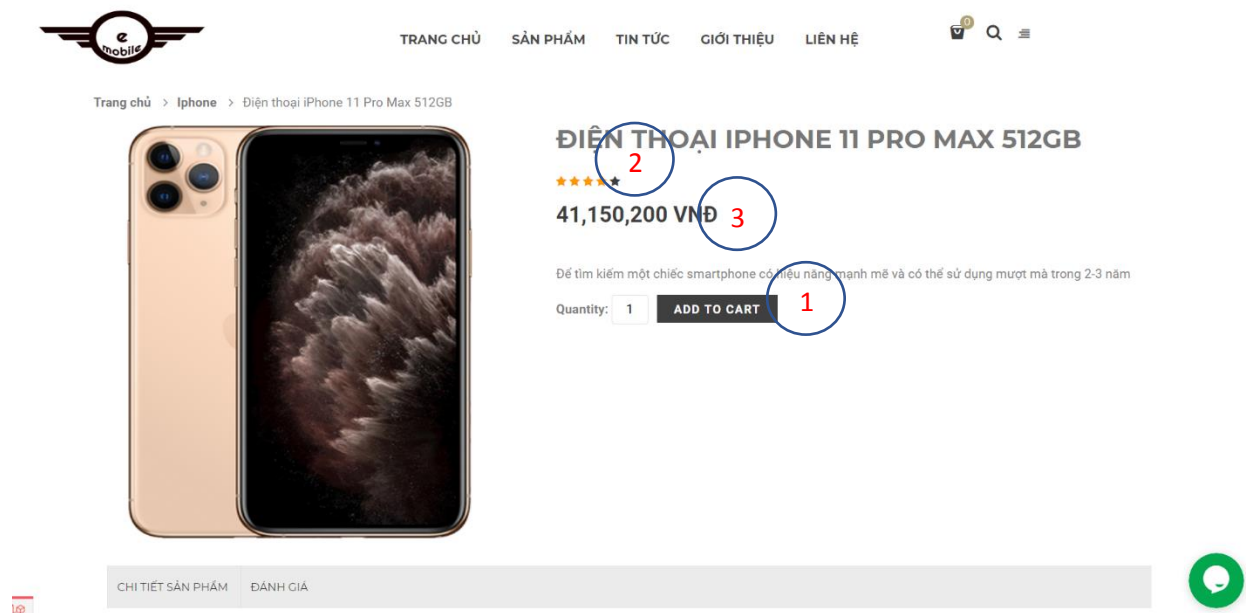 e
mobile
TRANG CHỦ SẢN PHẨM TIN TỨC GIỚI THIỆU LIÊN HỆ 0
Trang chủ > Iphone > Điện thoại iPhone 11 Pro Max 512GB
ĐIỆN THOẠI IPHONE 11 PRO MAX 512GB
2
41,150,200 VNĐ 3
Để tìm kiếm một chiếc smartphone có hiệu năng mạnh mẽ và có thể sử dụng mượt mà trong 2-3 năm
Quantity: 1 ADD TO CART 1
CHI TIẾT SẢN PHẨM ĐÁNH GIÁ